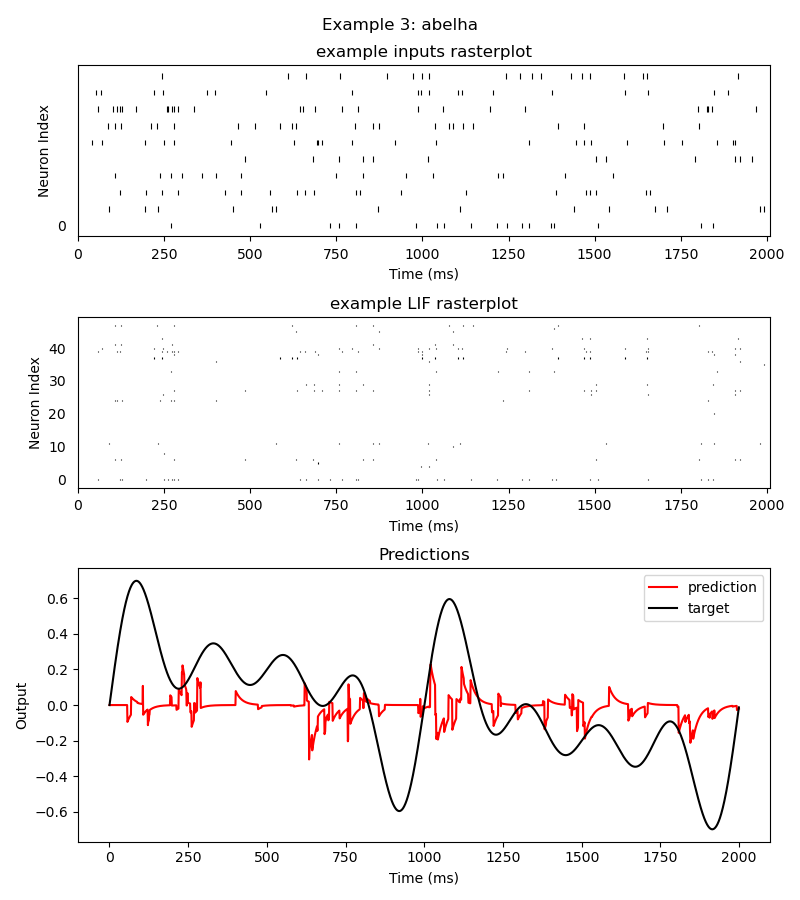 Example 3: abelha
example inputs rasterplot
Neuron Index
0
0 250 500 750 1000 1250 1500 1750 2000
Time (ms)
example LIF rasterplot
Neuron Index
40
30
20
10
0
0 250 500 750 1000 1250 1500 1750 2000
Time (ms)
Predictions
Output
0.6
0.4
0.2
0.0
−0.2
−0.4
−0.6
prediction
target
0 250 500 750 1000 1250 1500 1750 2000
Time (ms)